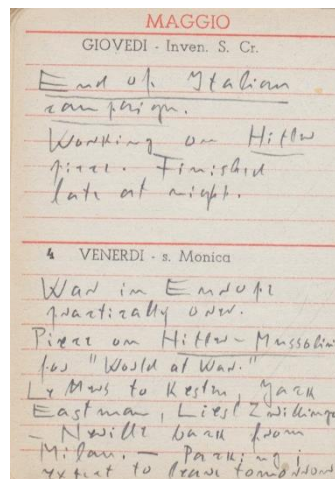 MAGGIO
GIOVEDI - Inven. S. Cr.
End of Italian
campaign.
Working on Hitler
piece. Finished
late at night.
4 VENERDI - s. Monica
War in Europe
practically over.
Piece on Hitler - Mussolini
for "World at War."
Letters to Kesten, Jack
Eastman, Liesl Zwillinger
- Neville back from
Milan. - Packing;
expect to leave tomorrow